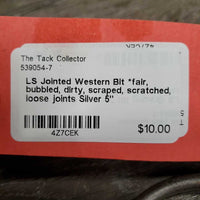 The Tack Collector
539054-7
LS Jointed Western Bit *fair,
bubbled, dirty, scraped, scratched,
loose joints Silver 5"
4Z7CEK
$10.00